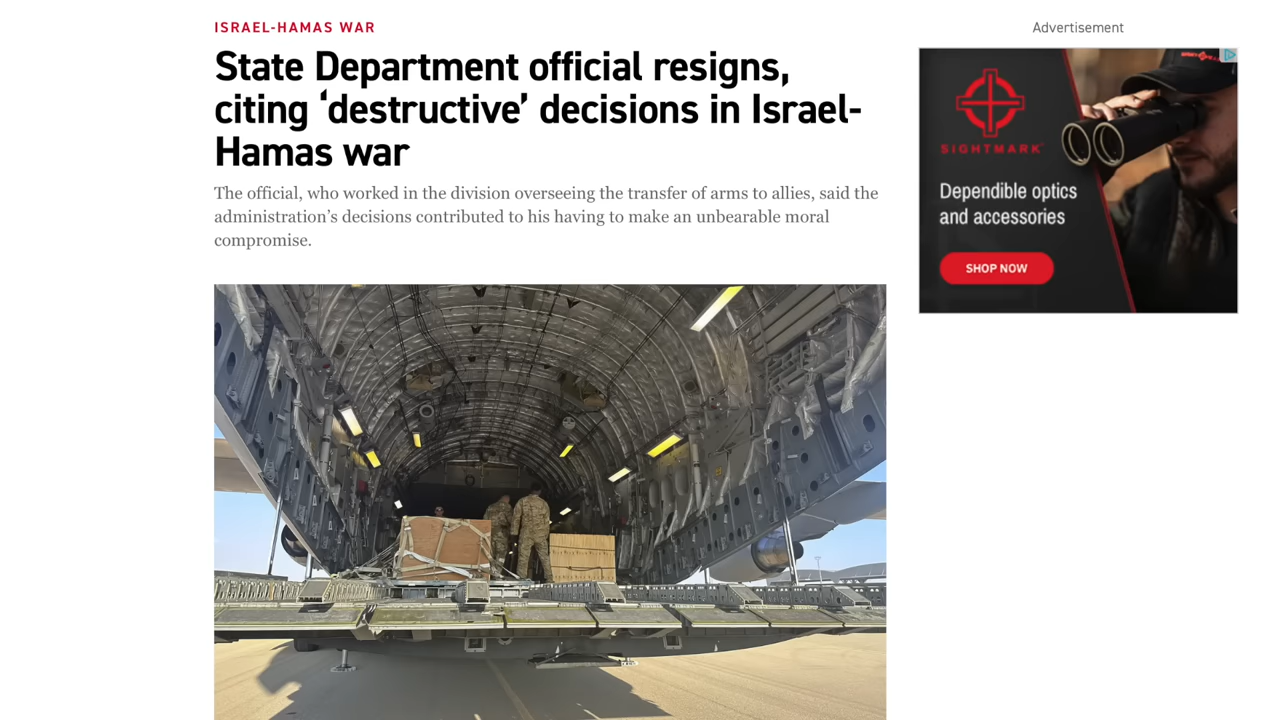 ISRAEL-HAMAS WAR
State Department official resigns,
citing ‘destructive’ decisions in Israel-
Hamas war
The official, who worked in the division overseeing the transfer of arms to allies, said the
administration’s decisions contributed to his having to make an unbearable moral
compromise.
Advertisement
SIGHTMARK
Dependible optics
and accessories
SHOP NOW